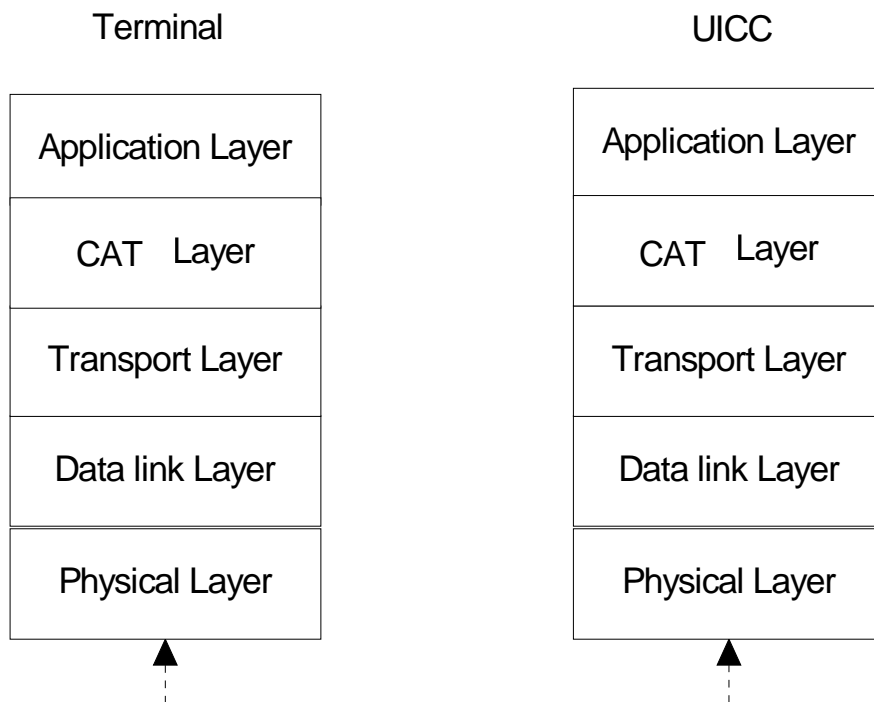 Terminal
UICC
Application Layer
CAT Layer
Transport Layer
Data link Layer
Physical Layer
Application Layer
CAT Layer
Transport Layer
Data link Layer
Physical Layer